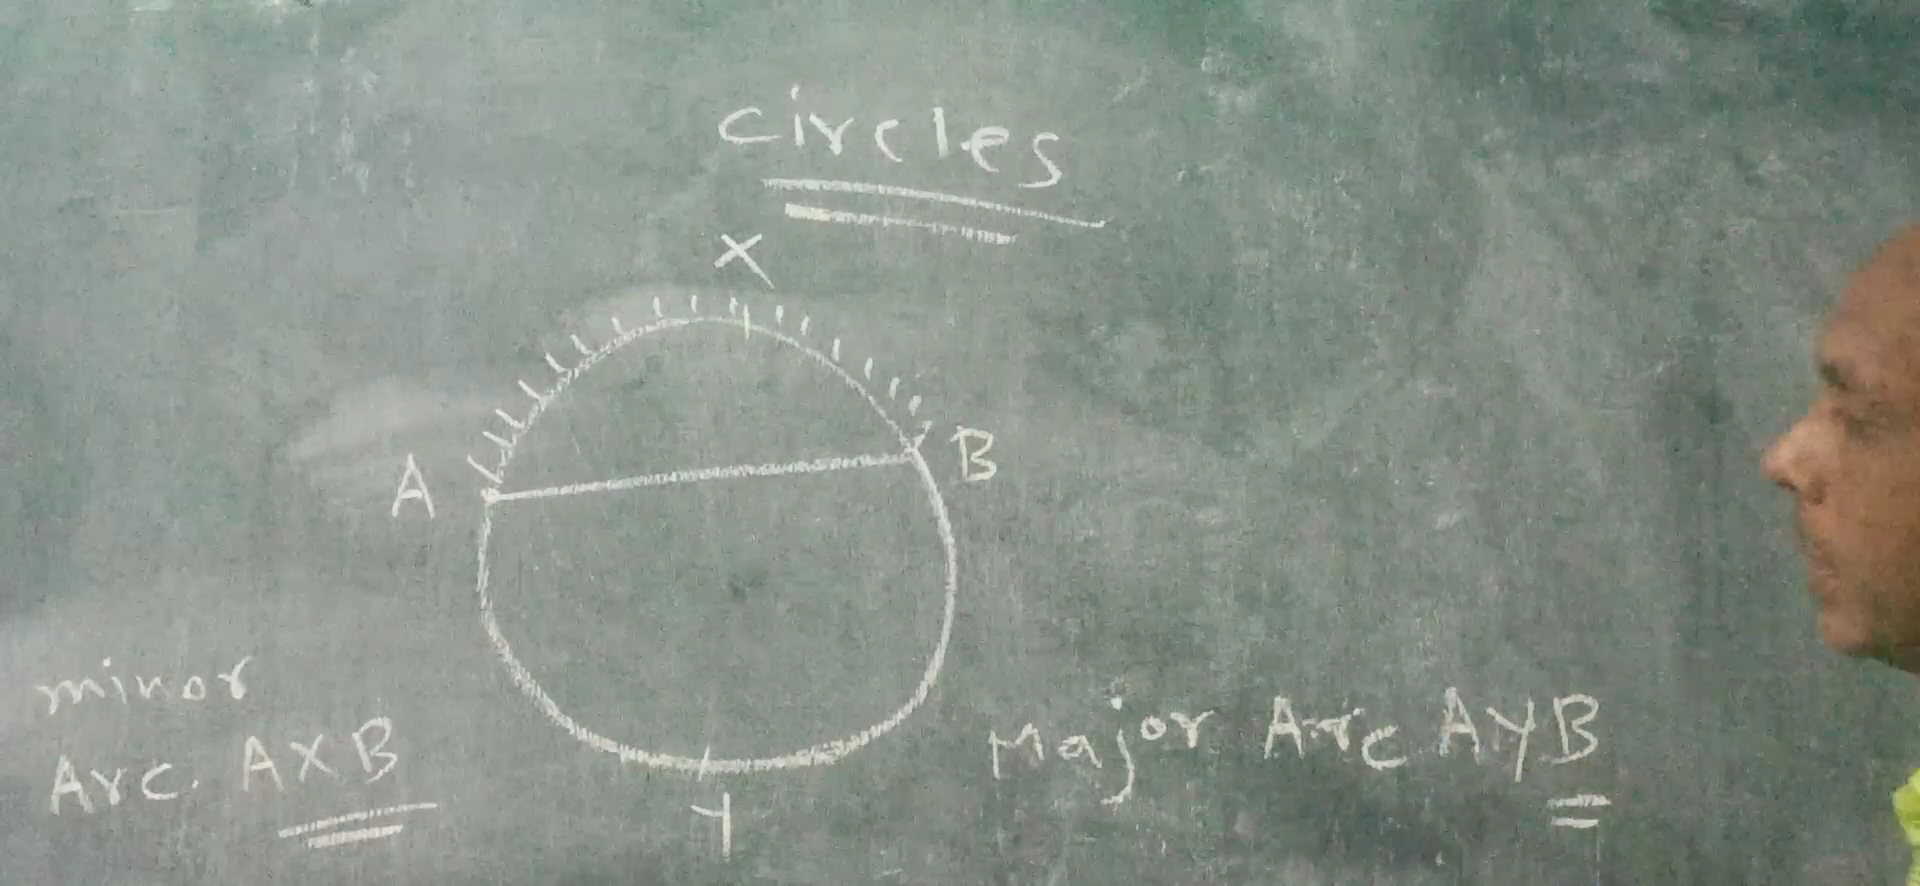 circles
X
A
B
minor
Arc. AXB
Major Arc AYB
Y